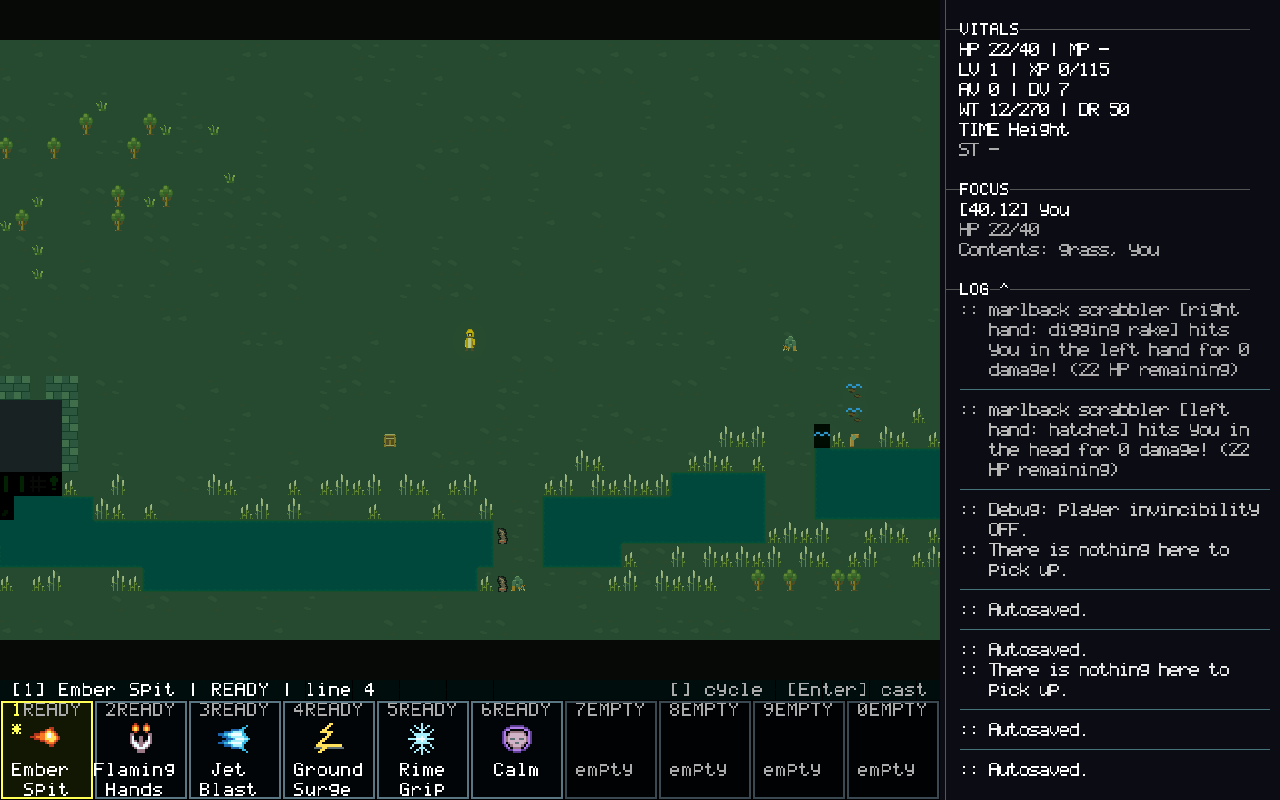 VITALS
HP 22/40 | MP -
LV 1 | XP 0/115
AV 0 | DV 7
WT 12/270 | DR 50
TIME Height
ST -
FOCUS
[40,12] You
HP 22/40
Contents: grass, You
LOG ^
:: marlback scrabbler [right
hand: digging rake] hits
You in the left hand for 0
damage! (22 HP remaining)
:: marlback scrabbler [left
hand: hatchet] hits You in
the head for 0 damage! (22
HP remaining)
:: Debug: Player invincibility
OFF.
:: There is nothing here to
Pick up.
:: Autosaved.
:: Autosaved.
:: There is nothing here to
Pick up.
:: Autosaved.
:: Autosaved.
[1] Ember Spit | READY | line 4
[] cycle [Enter] cast
1READY 2READY 3READY 4READY 5READY 6READY 7EMPTY 8EMPTY 9EMPTY 0EMPTY
*
Ember Flaming Jet Ground Rime Calm empty empty empty empty
Spit Hands Blast Surge Grip